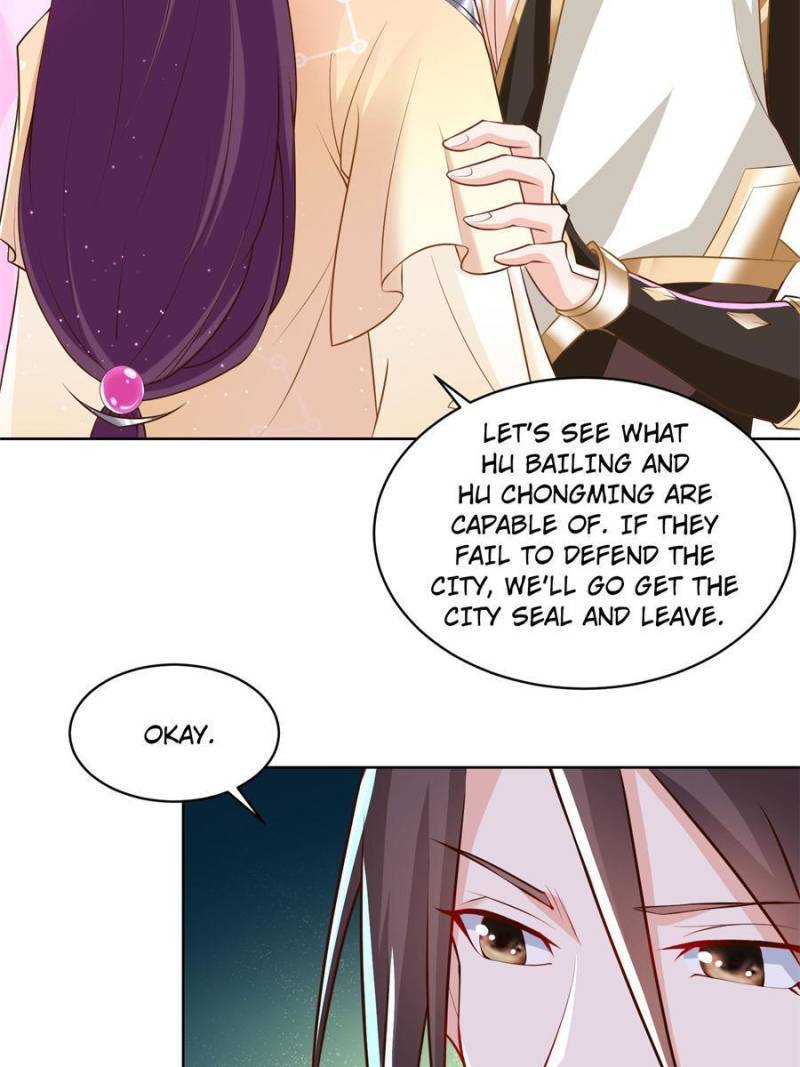 LET'S SEE WHAT
HU BAILING AND
HU CHONGMING ARE
CAPABLE OF. IF THEY
FAIL TO DEFEND THE
CITY, WE'LL GO GET THE
CITY SEAL AND LEAVE.
OKAY.